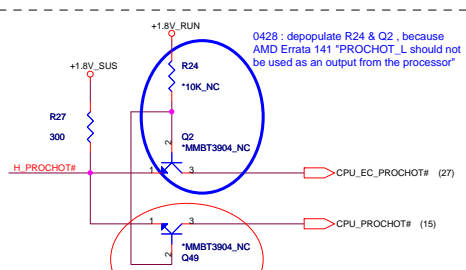 +1.8V_RUN
0428 : depopulate R24 & Q2 , because
AMD Errata 141 "PROCHOT_L should not
be used as an output from the processor"
+1.8V_SUS
R24
*10K_NC
R27
300
Q2
*MMBT3904_NC
2
H_PROCHOT#
1
3
CPU_EC_PROCHOT# (27)
1
3
CPU_PROCHOT# (15)
2
*MMBT3904_NC
Q49